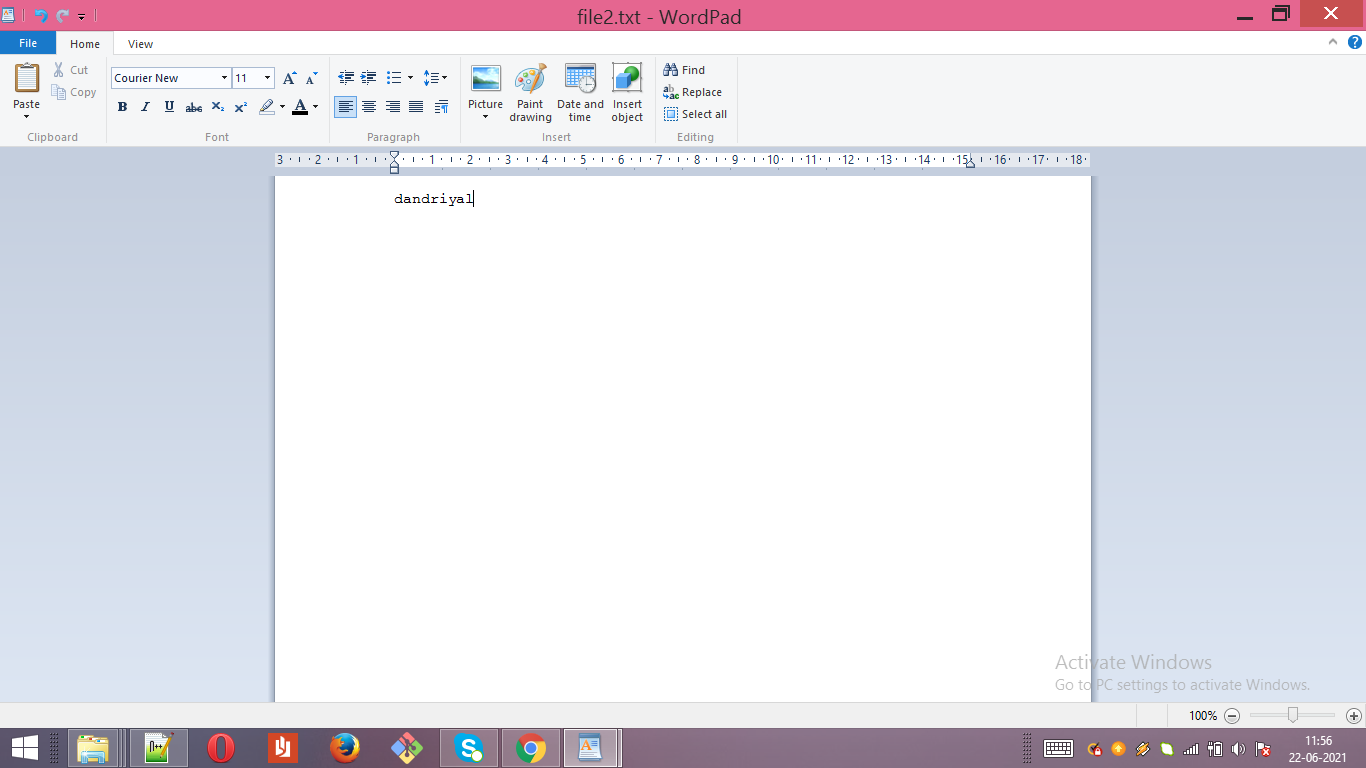 file2.txt - WordPad
File Home View
Paste
Cut
Copy
Clipboard
Courier New 11
B I U abc X₂ X²
A
Font
Paragraph
Picture
Paint drawing
Date and time
Insert object
Insert
Find
Replace
Select all
Editing
3 2 1 1 2 3 4 5 6 7 8 9 10 11 12 13 14 15 16 17 18
dandriyal
Activate Windows
Go to PC settings to activate Windows.
100%
11:56
22-06-2021